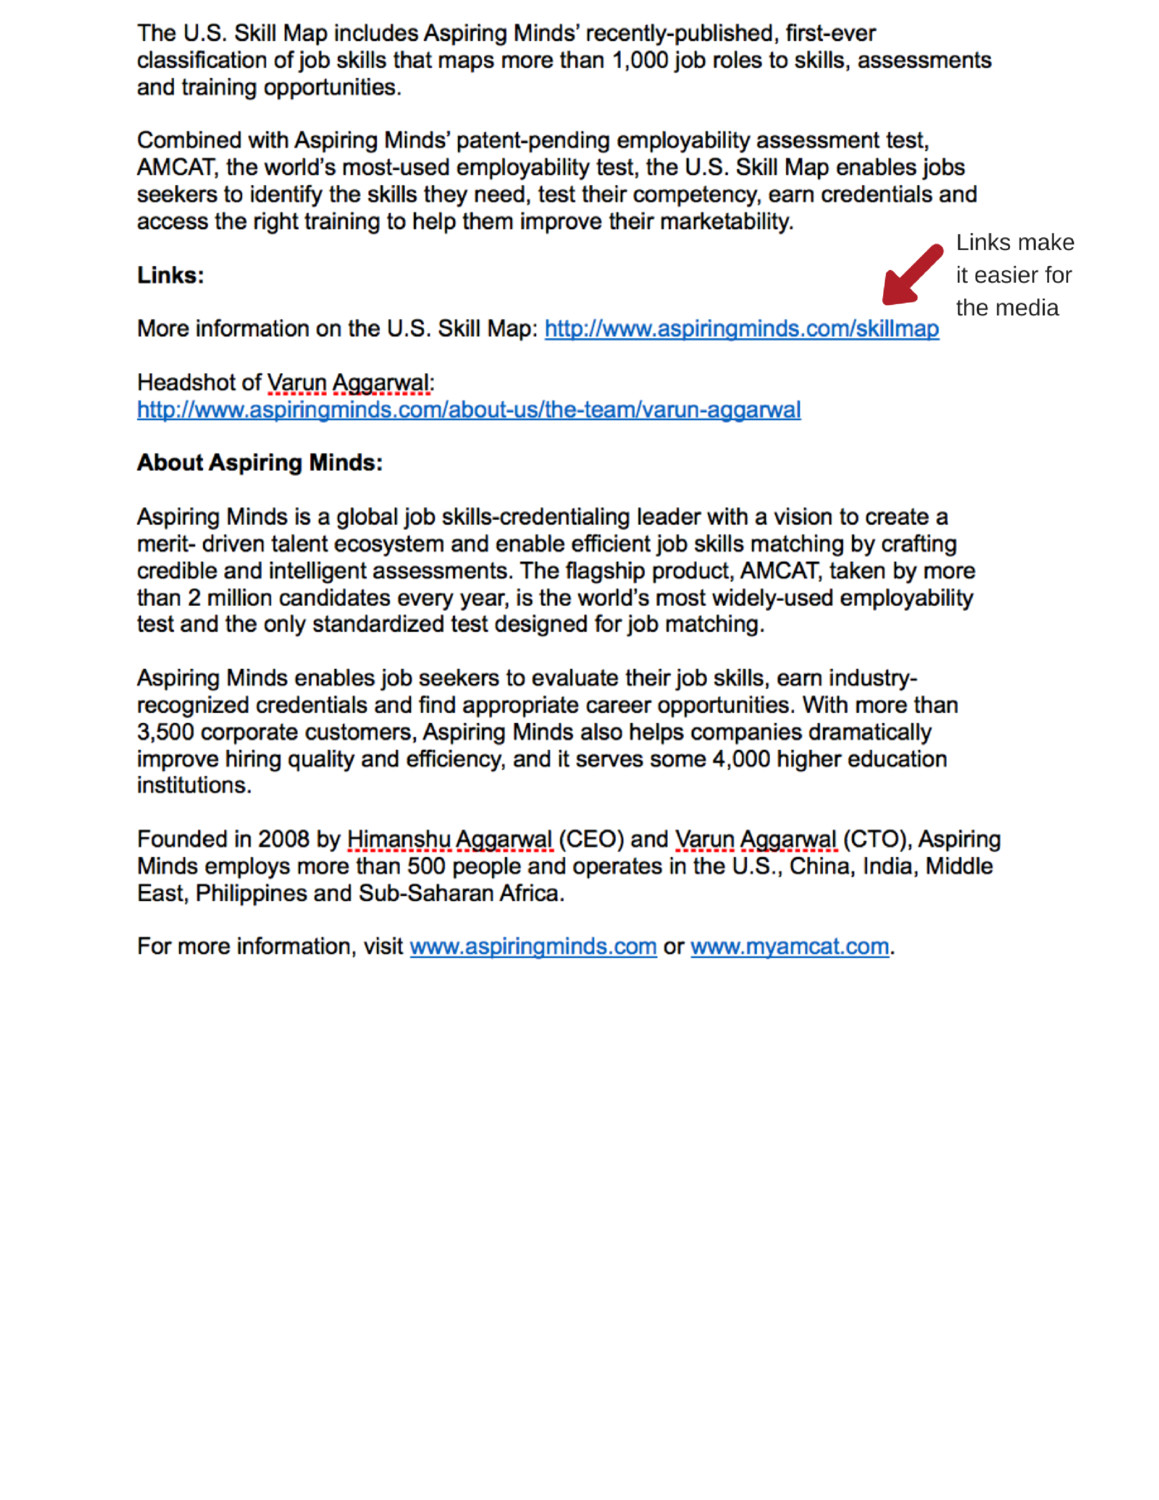 The U.S. Skill Map includes Aspiring Minds’ recently-published, first-ever
classification of job skills that maps more than 1,000 job roles to skills, assessments
and training opportunities.
Combined with Aspiring Minds’ patent-pending employability assessment test,
AMCAT, the world’s most-used employability test, the U.S. Skill Map enables jobs
seekers to identify the skills they need, test their competency, earn credentials and
access the right training to help them improve their marketability.
Links make
it easier for
the media
Links:
More information on the U.S. Skill Map: http://www.aspiringminds.com/skillmap
Headshot of Varun Aggarwal:
http://www.aspiringminds.com/about-us/the-team/varun-aggarwal
About Aspiring Minds:
Aspiring Minds is a global job skills-credentialing leader with a vision to create a
merit- driven talent ecosystem and enable efficient job skills matching by crafting
credible and intelligent assessments. The flagship product, AMCAT, taken by more
than 2 million candidates every year, is the world’s most widely-used employability
test and the only standardized test designed for job matching.
Aspiring Minds enables job seekers to evaluate their job skills, earn industry-
recognized credentials and find appropriate career opportunities. With more than
3,500 corporate customers, Aspiring Minds also helps companies dramatically
improve hiring quality and efficiency, and it serves some 4,000 higher education
institutions.
Founded in 2008 by Himanshu Aggarwal (CEO) and Varun Aggarwal (CTO), Aspiring
Minds employs more than 500 people and operates in the U.S., China, India, Middle
East, Philippines and Sub-Saharan Africa.
For more information, visit www.aspiringminds.com or www.myamcat.com.